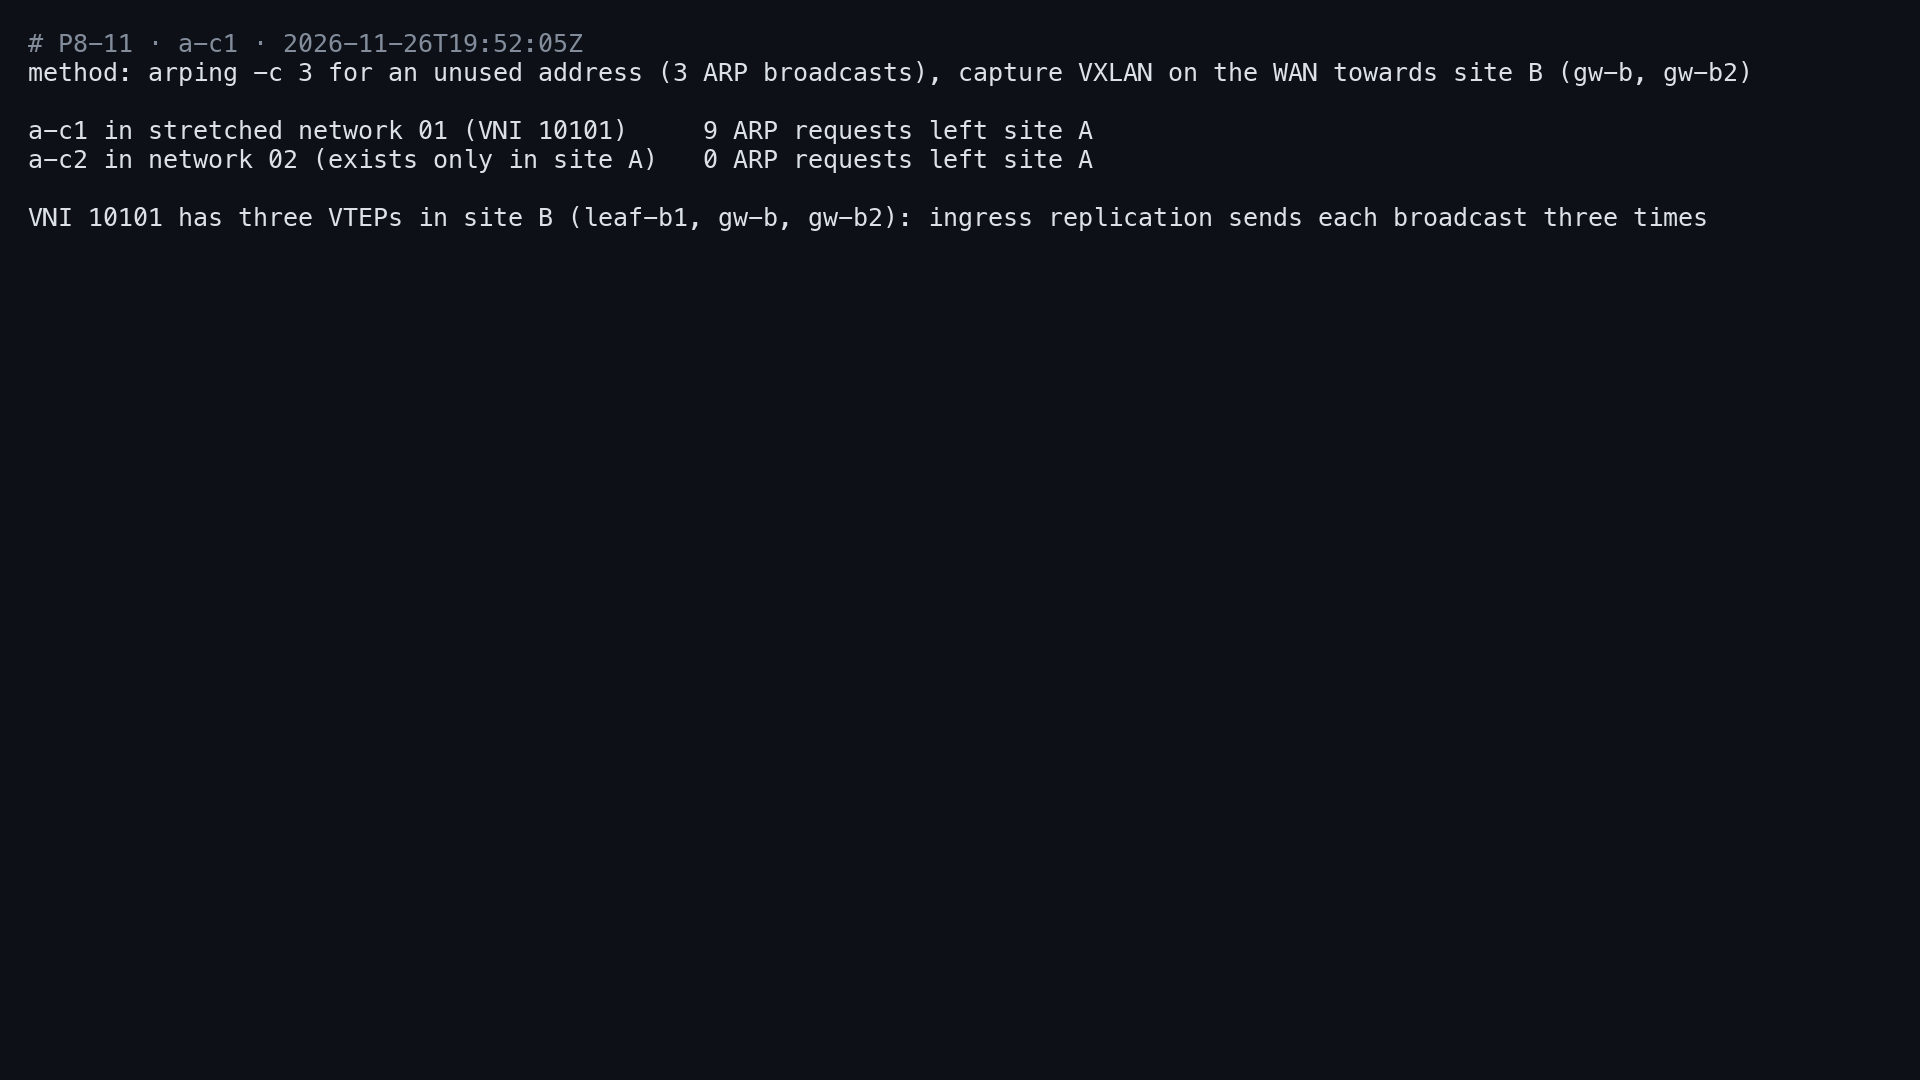 # P8-11 · a-c1 · 2026-11-26T19:52:05Z
method: arping -c 3 for an unused address (3 ARP broadcasts), capture VXLAN on the WAN towards site B (gw-b, gw-b2)
a-c1 in stretched network 01 (VNI 10101)     9 ARP requests left site A
a-c2 in network 02 (exists only in site A)   0 ARP requests left site A
VNI 10101 has three VTEPs in site B (leaf-b1, gw-b, gw-b2): ingress replication sends each broadcast three times